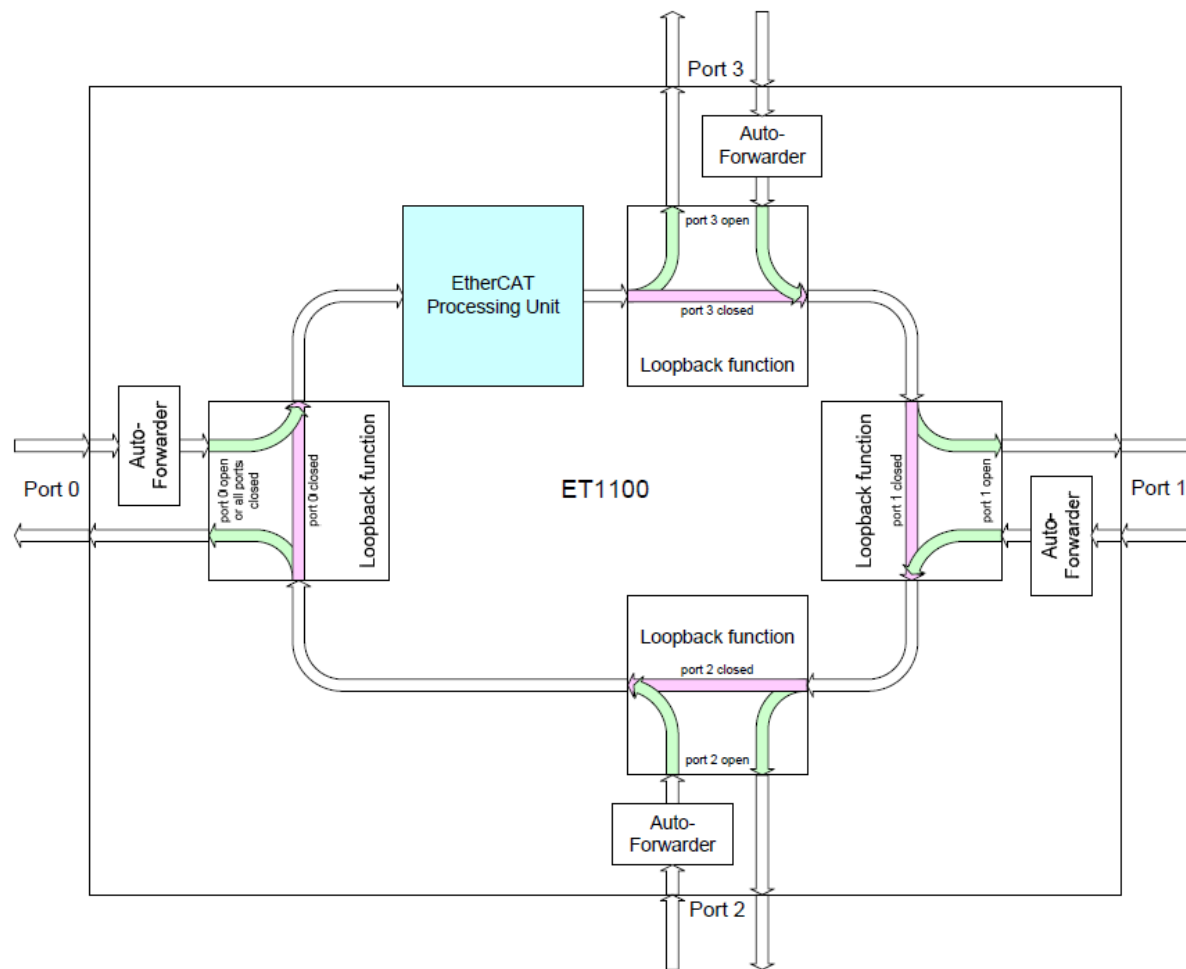 Port 3
Auto-
Forwarder
port 3 open
EtherCAT
Processing Unit
port 3 closed
Loopback function
Auto-
Forwarder
Port 0
port 0 open
or all ports
closed
port 0 closed
Loopback function
ET1100
Loopback function
port 1 closed
port 1 open
Auto-
Forwarder
Port 1
Loopback function
port 2 closed
port 2 open
Auto-
Forwarder
Port 2